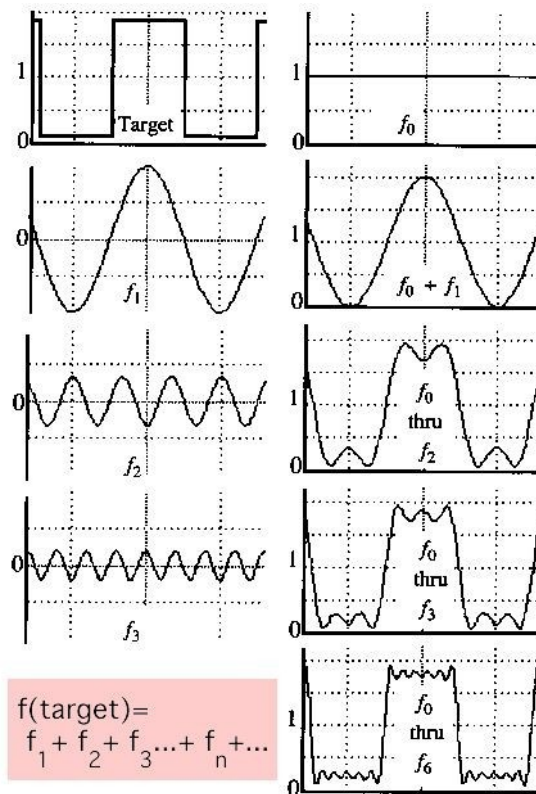 1
0
Target
1
0
f0
0
f1
1
0
f0 + f1
0
f2
1
0
f0
thru
f2
0
f3
1
0
f0
thru
f3
1
0
f0
thru
f6
f(target)=
f1 + f2 + f3...+ fn+...